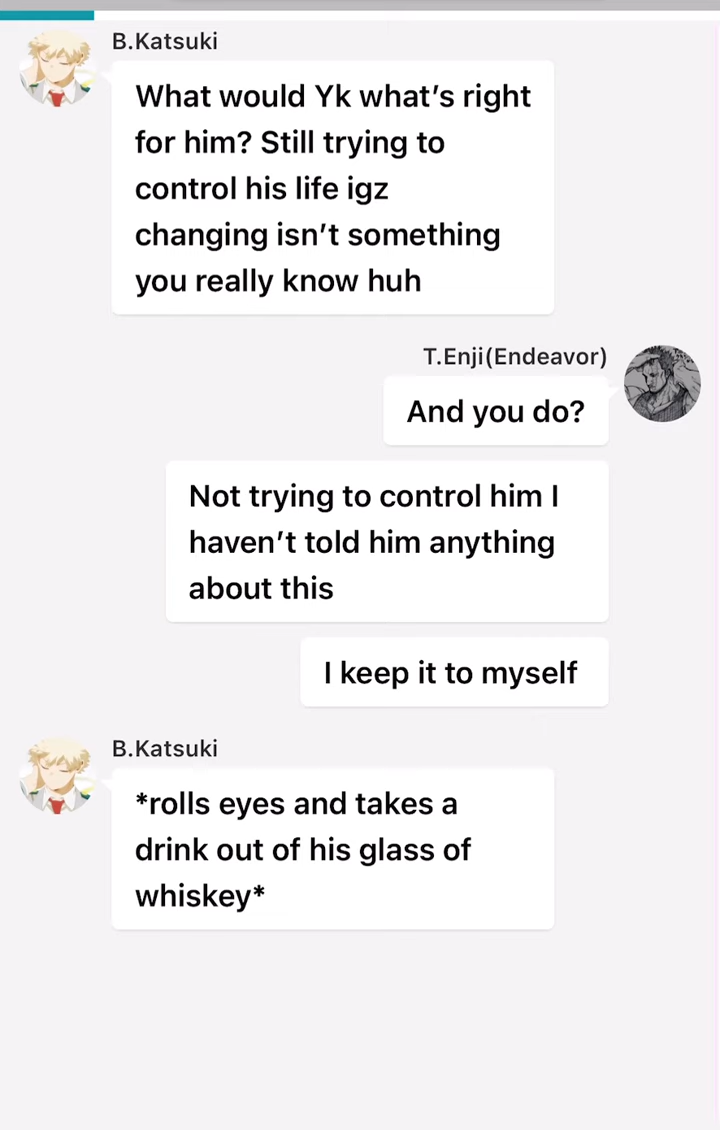 B.Katsuki
What would Yk what’s right
for him? Still trying to
control his life igz
changing isn’t something
you really know huh
T.Enji(Endeavor)
And you do?
Not trying to control him I
haven’t told him anything
about this
I keep it to myself
B.Katsuki
*rolls eyes and takes a
drink out of his glass of
whiskey*